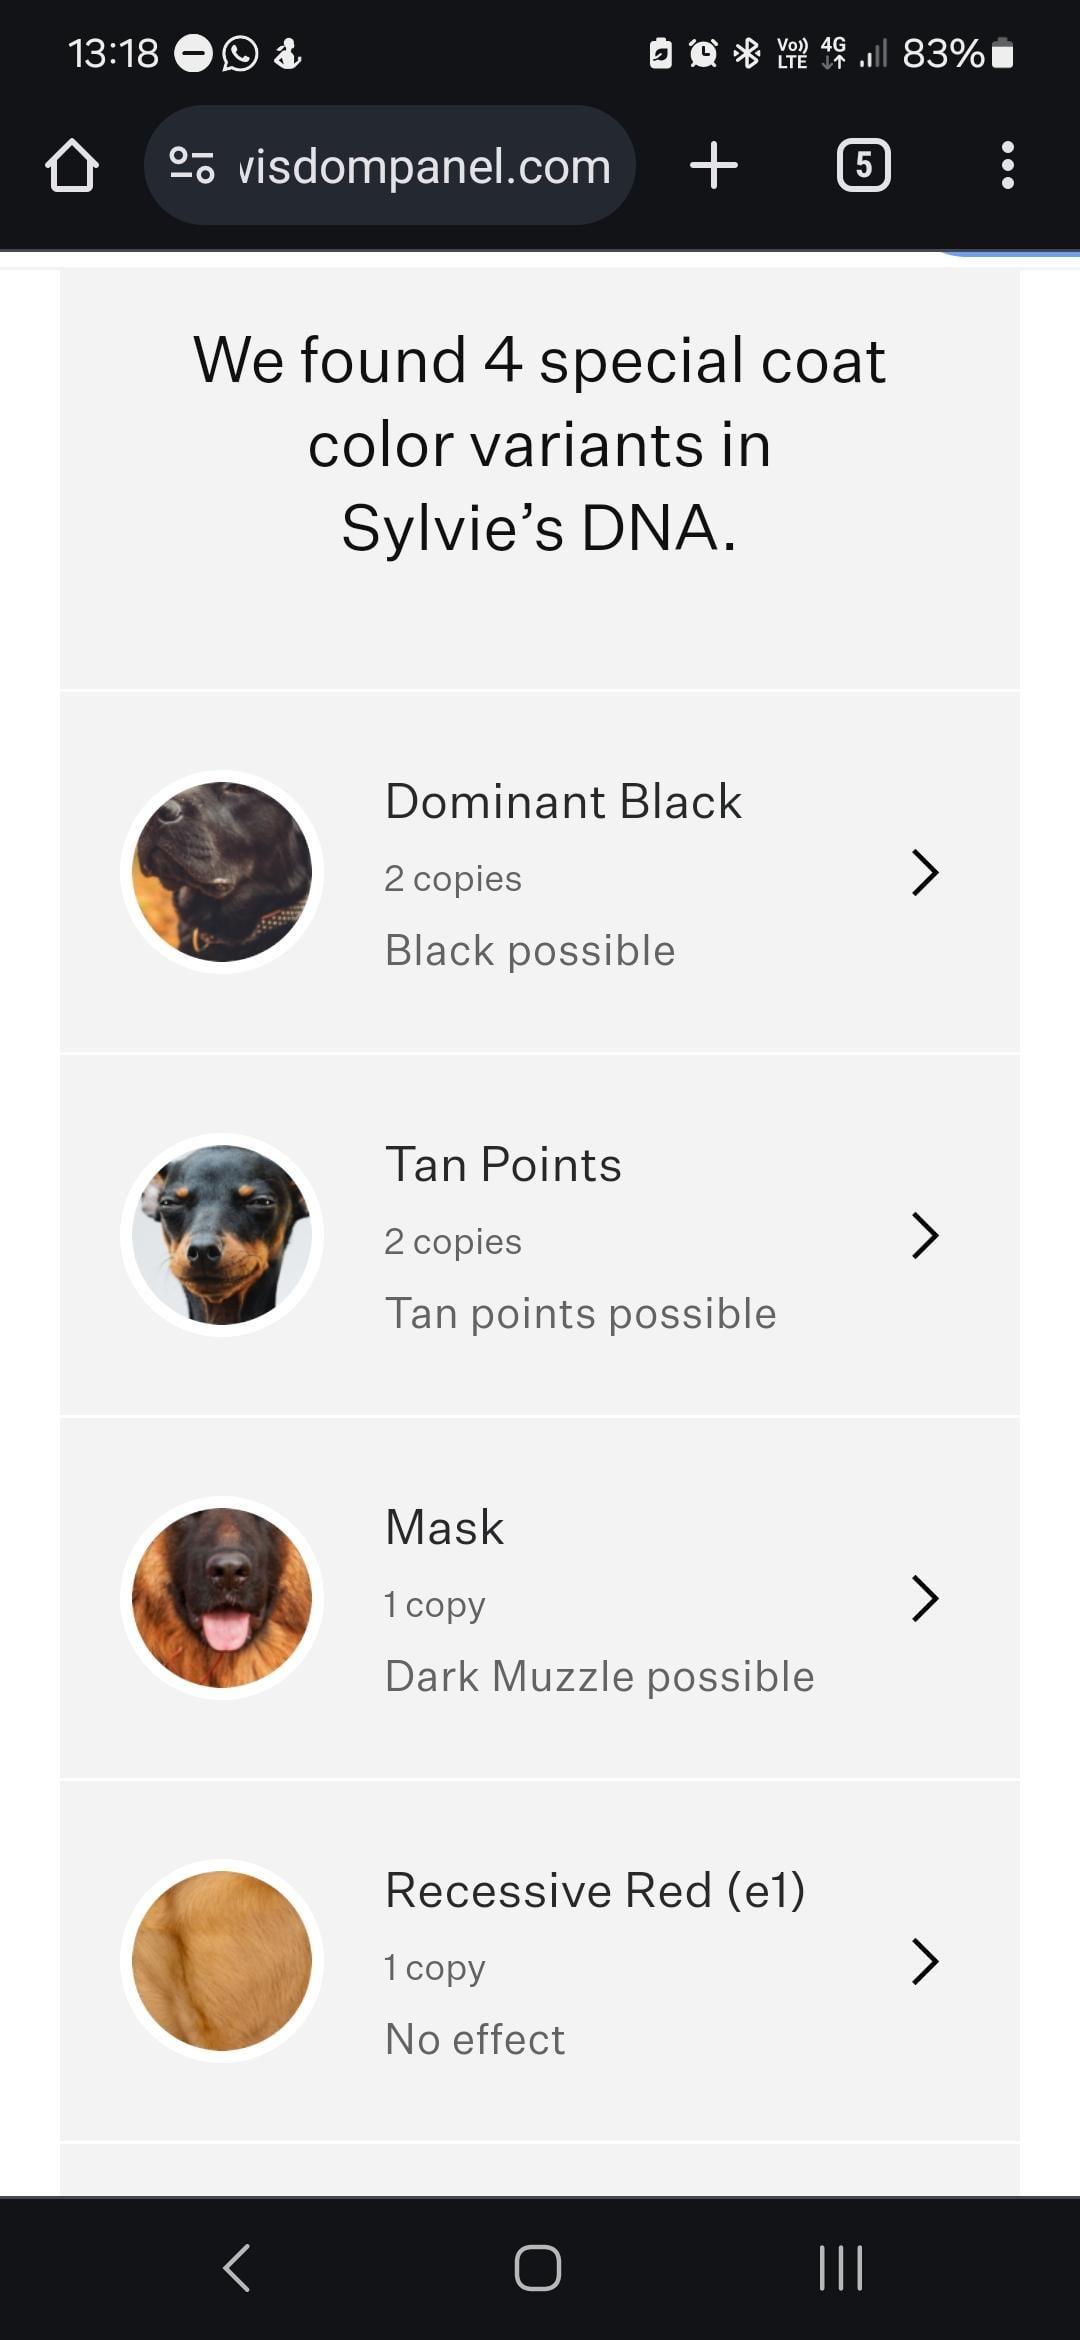 13:18
Vo)) LTE 4G 83%
visdompanel.com
5
We found 4 special coat
color variants in
Sylvie’s DNA.
Dominant Black
2 copies
Black possible
Tan Points
2 copies
Tan points possible
Mask
1 copy
Dark Muzzle possible
Recessive Red (e1)
1 copy
No effect